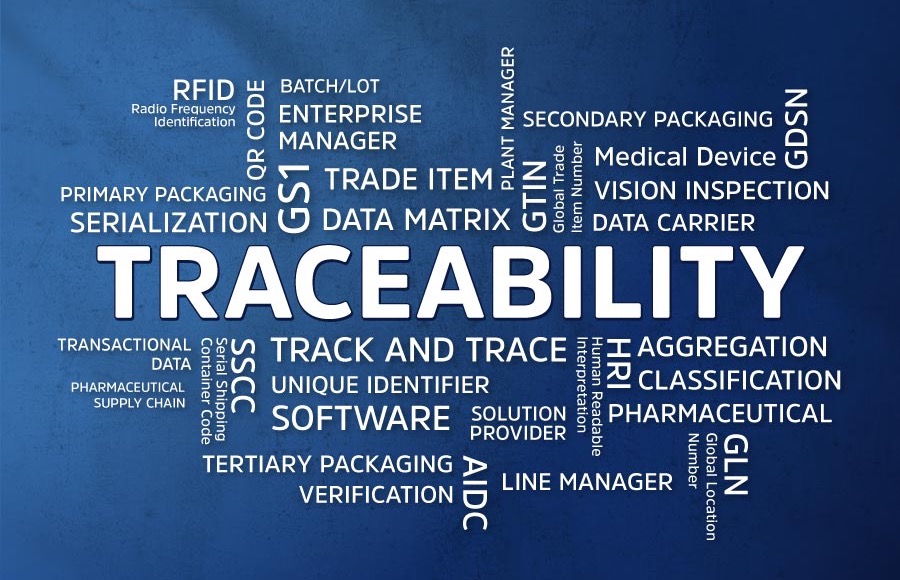 PLANT MANAGER
RFID
Radio Frequency
Identification
QR CODE
BATCH/LOT
ENTERPRISE
MANAGER
SECONDARY PACKAGING
GDSN
Medical Device
PRIMARY PACKAGING
SERIALIZATION
GS1
TRADE ITEM
DATA MATRIX
GTIN
Global Trade
Item Number
VISION INSPECTION
DATA CARRIER
TRACEABILITY
TRANSACTIONAL
DATA
PHARMACEUTICAL
SUPPLY CHAIN
SSCC
Serial Shipping
Container Code
TRACK AND TRACE
UNIQUE IDENTIFIER
SOFTWARE
SOLUTION
PROVIDER
HRI
Human Readable
Interpretation
AGGREGATION
CLASSIFICATION
PHARMACEUTICAL
TERTIARY PACKAGING
VERIFICATION
AIDC
LINE MANAGER
GLN
Global Location
Number